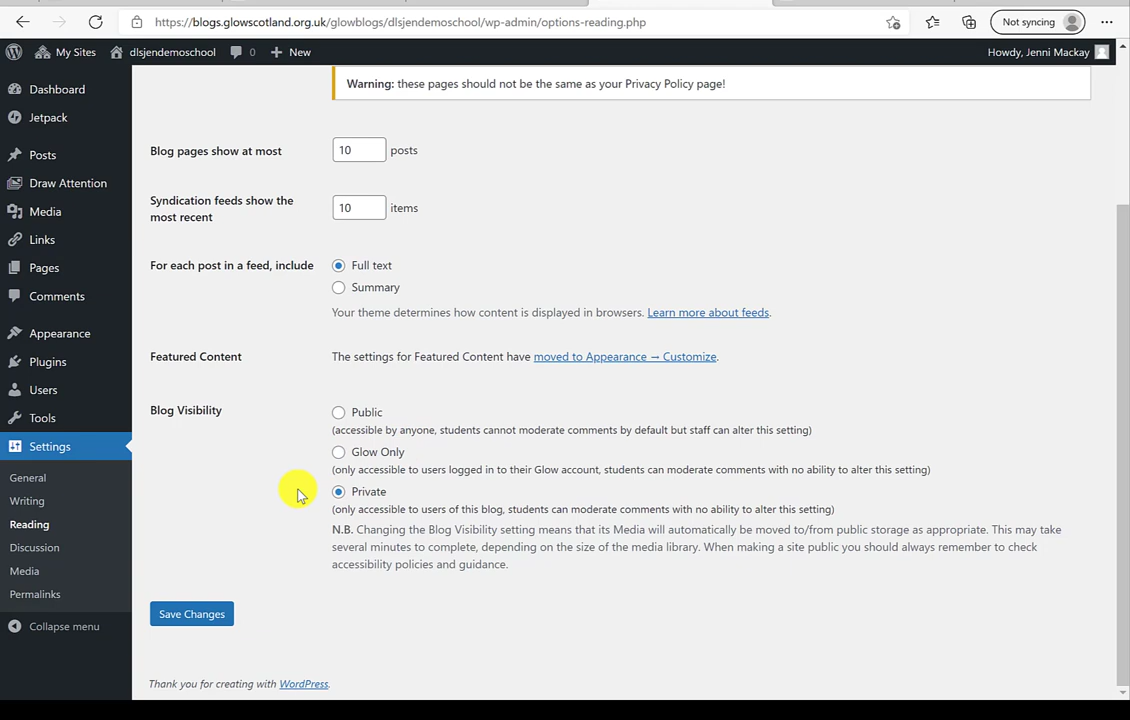 https://blogs.glowscotland.org.uk/glowblogs/dlsjendemoschool/wp-admin/options-reading.php
Not syncing
My Sites
dlsjendemoschool
0
New
Howdy, Jenni Mackay
Dashboard
Jetpack
Posts
Draw Attention
Media
Links
Pages
Comments
Appearance
Plugins
Users
Tools
Settings
General
Writing
Reading
Discussion
Media
Permalinks
Collapse menu
Warning: these pages should not be the same as your Privacy Policy page!
Blog pages show at most
10 posts
Syndication feeds show the
most recent
10 items
For each post in a feed, include
Full text
Summary
Your theme determines how content is displayed in browsers. Learn more about feeds.
Featured Content
The settings for Featured Content have moved to Appearance → Customize.
Blog Visibility
Public
(accessible by anyone, students cannot moderate comments by default but staff can alter this setting)
Glow Only
(only accessible to users logged in to their Glow account, students can moderate comments with no ability to alter this setting)
Private
(only accessible to users of this blog, students can moderate comments with no ability to alter this setting)
N.B. Changing the Blog Visibility setting means that its Media will automatically be moved to/from public storage as appropriate. This may take
several minutes to complete, depending on the size of the media library. When making a site public you should always remember to check
accessibility policies and guidance.
Save Changes
Thank you for creating with WordPress.